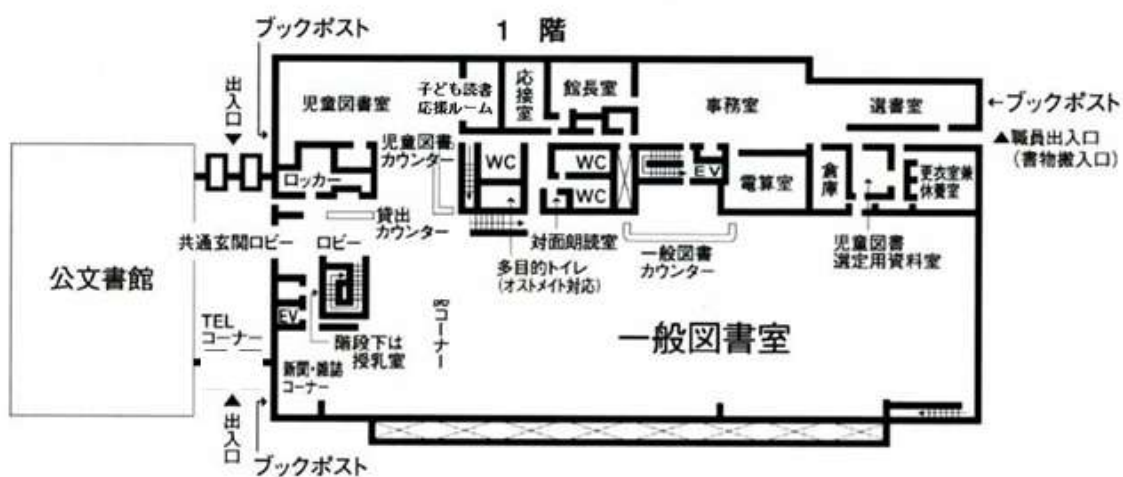 1 階
ブックポスト
出入口
児童図書室
子ども読書
応援ルーム
応接室
館長室
事務室
選書室
←ブックポスト
▲職員出入口
(書物搬入口)
児童図書
カウンター
ロッカー
WC
WC
WC
EV
電算室
倉庫
更衣室兼
休養室
貸出
カウンター
共通玄関ロビー
ロビー
対面朗読室
多目的トイレ
(オストメイト対応)
一般図書
カウンター
児童図書
選定用資料室
公文書館
EV
TEL
コーナー
階段下は
授乳室
コーナー
一般図書室
新聞・雑誌
コーナー
出入口
ブックポスト